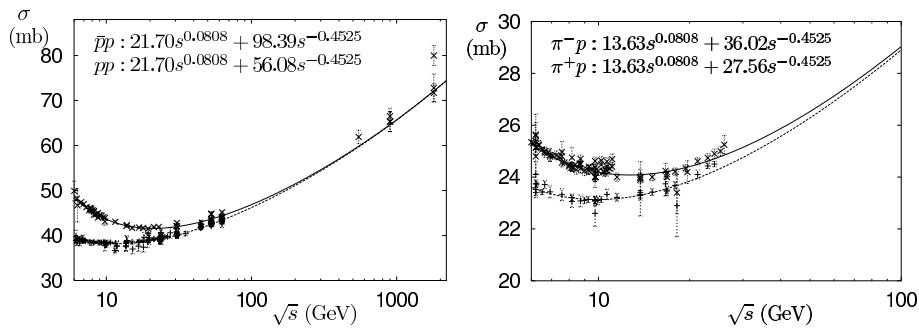 σ
(mb)
p̄p : 21.70s^0.0808 + 98.39s^−0.4525
pp : 21.70s^0.0808 + 56.08s^−0.4525
80
70
60
50
40
30
10
100
1000
√s (GeV)
σ
(mb)
π⁻p : 13.63s^0.0808 + 36.02s^−0.4525
π⁺p : 13.63s^0.0808 + 27.56s^−0.4525
30
28
26
24
22
20
10
100
√s (GeV)